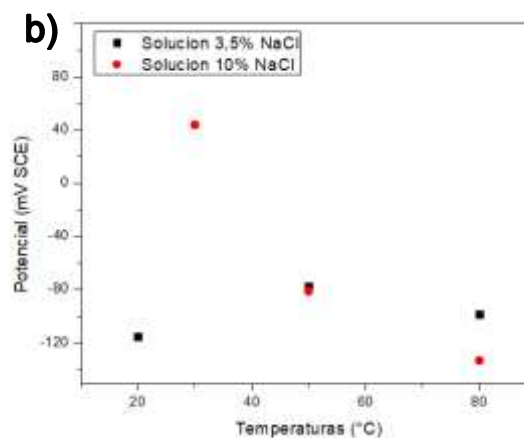 b)
Solucion 3,5% NaCl
Solucion 10% NaCl
80
40
0
-40
-80
-120
Potencial (mV SCE)
20
40
60
80
Temperaturas (°C)